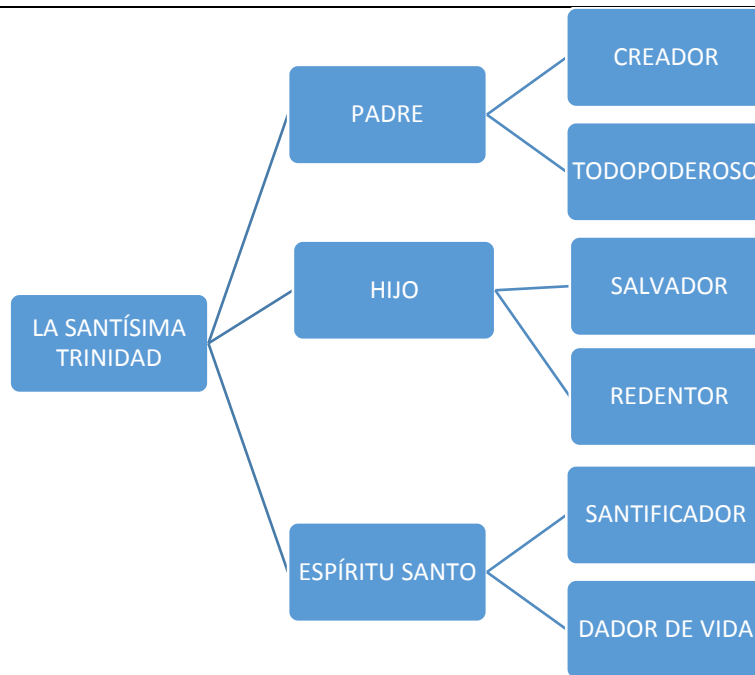 CREADOR
PADRE
TODOPODEROSO
HIJO
SALVADOR
LA SANTÍSIMA
TRINIDAD
REDENTOR
SANTIFICADOR
ESPÍRITU SANTO
DADOR DE VIDA